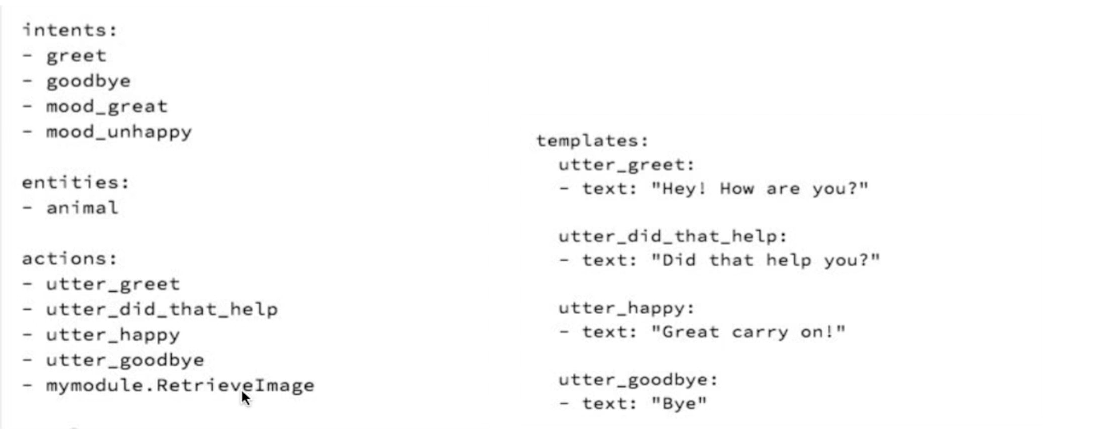 intents:
- greet
- goodbye
- mood_great
- mood_unhappy
entities:
- animal
actions:
- utter_greet
- utter_did_that_help
- utter_happy
- utter_goodbye
- mymodule.RetrieveImage
templates:
utter_greet:
- text: "Hey! How are you?"
utter_did_that_help:
- text: "Did that help you?"
utter_happy:
- text: "Great carry on!"
utter_goodbye:
- text: "Bye"